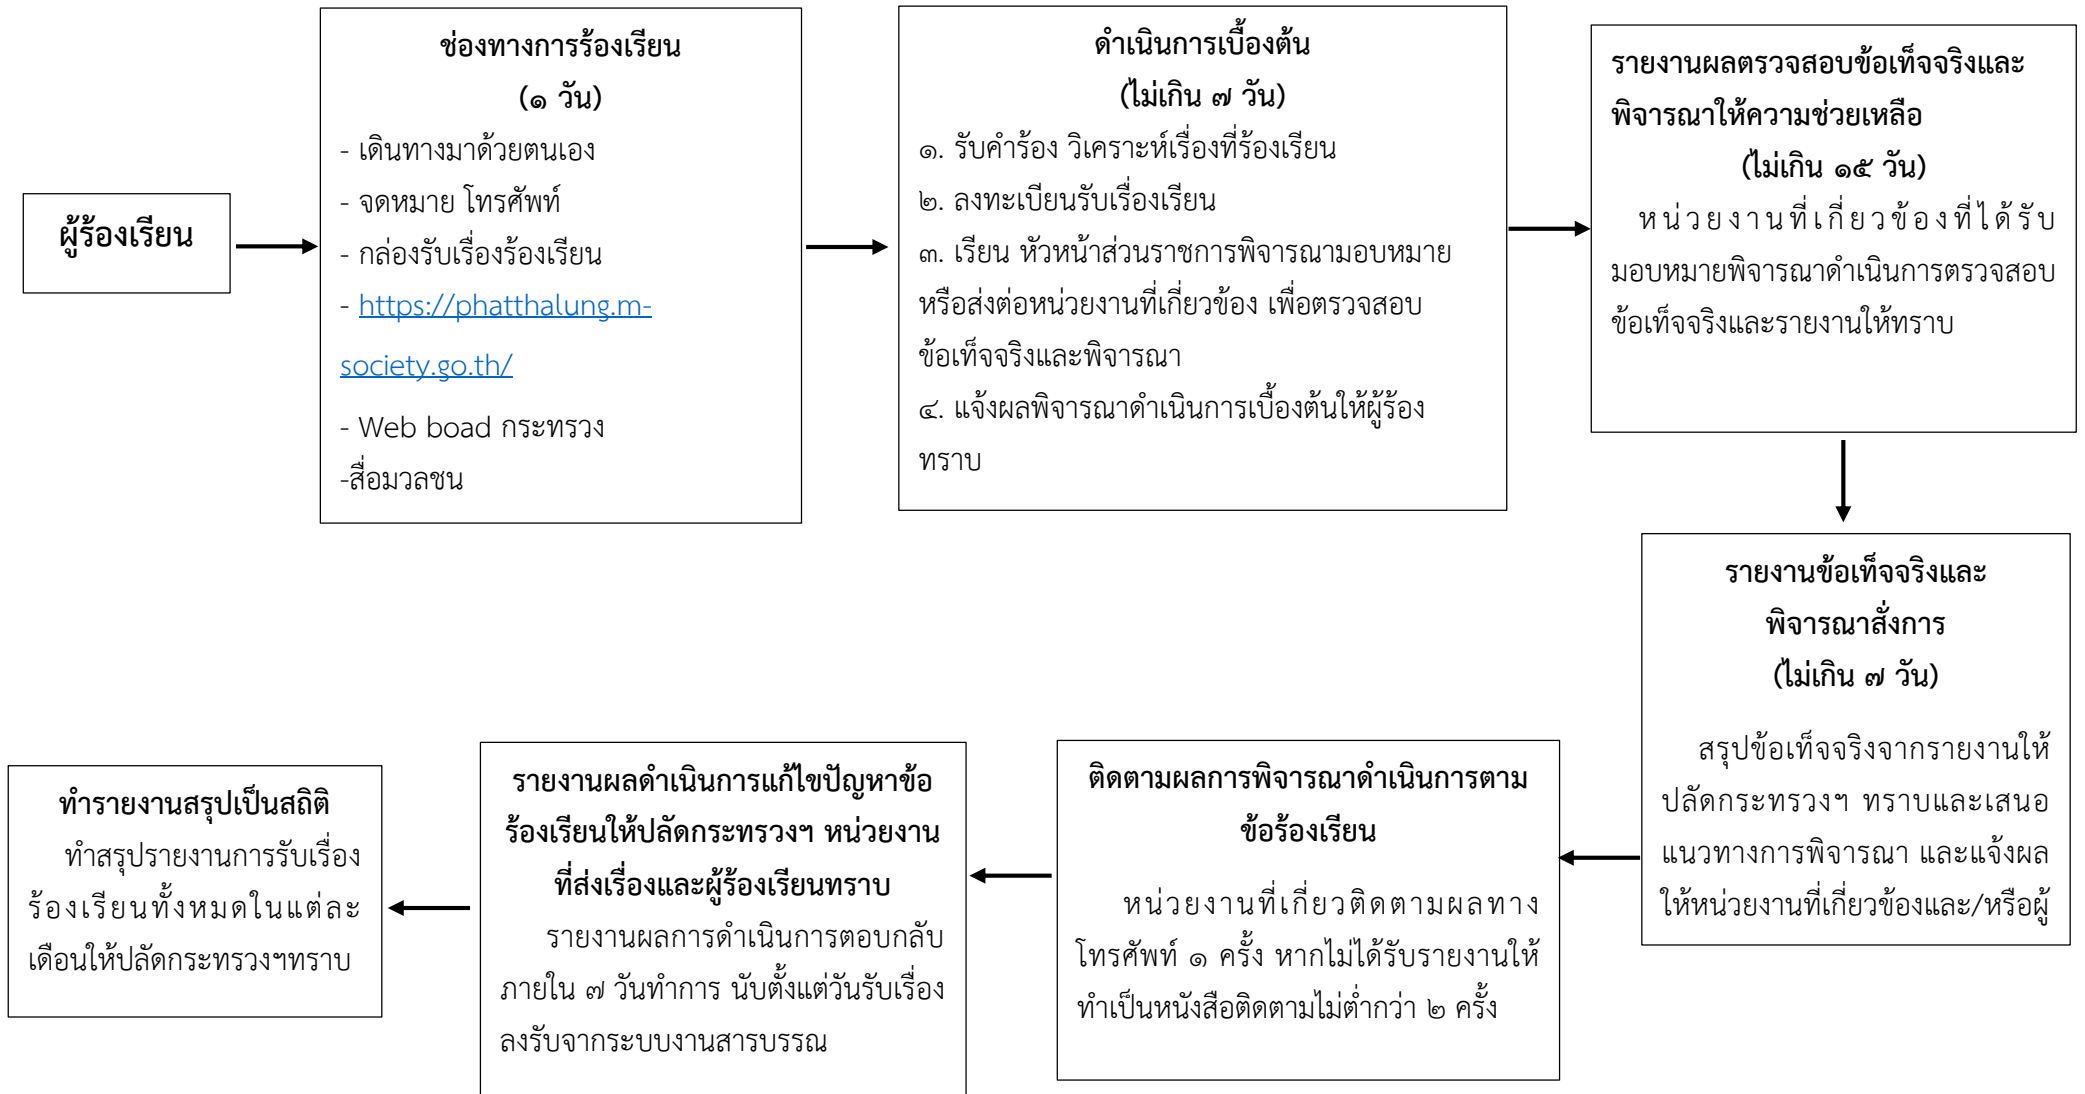 ผู้ร้องเรียน
ช่องทางการร้องเรียน
(๑ วัน)
- เดินทางมาด้วยตนเอง
- จดหมาย โทรศัพท์
- กล่องรับเรื่องร้องเรียน
- https://phatthalung.m-
society.go.th/
- Web boad กระทรวง
-สื่อมวลชน
ดำเนินการเบื้องต้น
(ไม่เกิน ๗ วัน)
๑. รับคำร้อง วิเคราะห์เรื่องที่ร้องเรียน
๒. ลงทะเบียนรับเรื่องเรียน
๓. เรียน หัวหน้าส่วนราชการพิจารณามอบหมาย
หรือส่งต่อหน่วยงานที่เกี่ยวข้อง เพื่อตรวจสอบ
ข้อเท็จจริงและพิจารณา
๔. แจ้งผลพิจารณาดำเนินการเบื้องต้นให้ผู้ร้อง
ทราบ
รายงานผลตรวจสอบข้อเท็จจริงและ
พิจารณาให้ความช่วยเหลือ
(ไม่เกิน ๑๕ วัน)
หน่วยงานที่เกี่ยวข้องที่ได้รับ
มอบหมายพิจารณาดำเนินการตรวจสอบ
ข้อเท็จจริงและรายงานให้ทราบ
รายงานข้อเท็จจริงและ
พิจารณาสั่งการ
(ไม่เกิน ๗ วัน)
สรุปข้อเท็จจริงจากรายงานให้
ปลัดกระทรวงฯ ทราบและเสนอ
แนวทางการพิจารณา และแจ้งผล
ให้หน่วยงานที่เกี่ยวข้องและ/หรือผู้
ติดตามผลการพิจารณาดำเนินการตาม
ข้อร้องเรียน
หน่วยงานที่เกี่ยวติดตามผลทาง
โทรศัพท์ ๑ ครั้ง หากไม่ได้รับรายงานให้
ทำเป็นหนังสือติดตามไม่ต่ำกว่า ๒ ครั้ง
รายงานผลดำเนินการแก้ไขปัญหาข้อ
ร้องเรียนให้ปลัดกระทรวงฯ หน่วยงาน
ที่ส่งเรื่องและผู้ร้องเรียนทราบ
รายงานผลการดำเนินการตอบกลับ
ภายใน ๗ วันทำการ นับตั้งแต่วันรับเรื่อง
ลงรับจากระบบงานสารบรรณ
ทำรายงานสรุปเป็นสถิติ
ทำสรุปรายงานการรับเรื่อง
ร้องเรียนทั้งหมดในแต่ละ
เดือนให้ปลัดกระทรวงฯทราบ